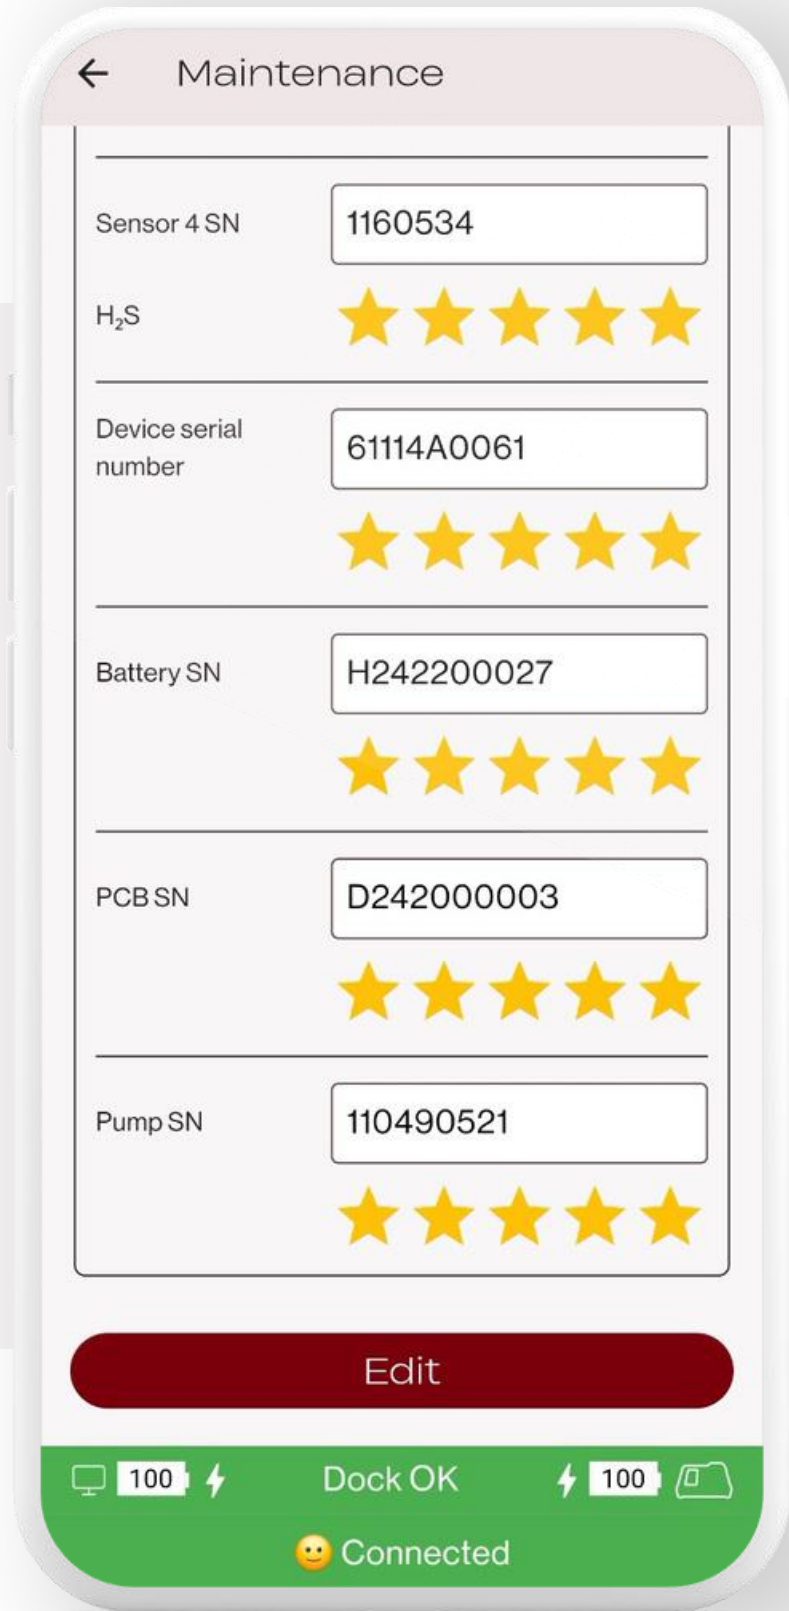 Maintenance
Sensor 4 SN
1160534
H₂S
Device serial
number
61114A0061
Battery SN
H242200027
PCB SN
D242000003
Pump SN
110490521
Edit
100 Dock OK 100
Connected